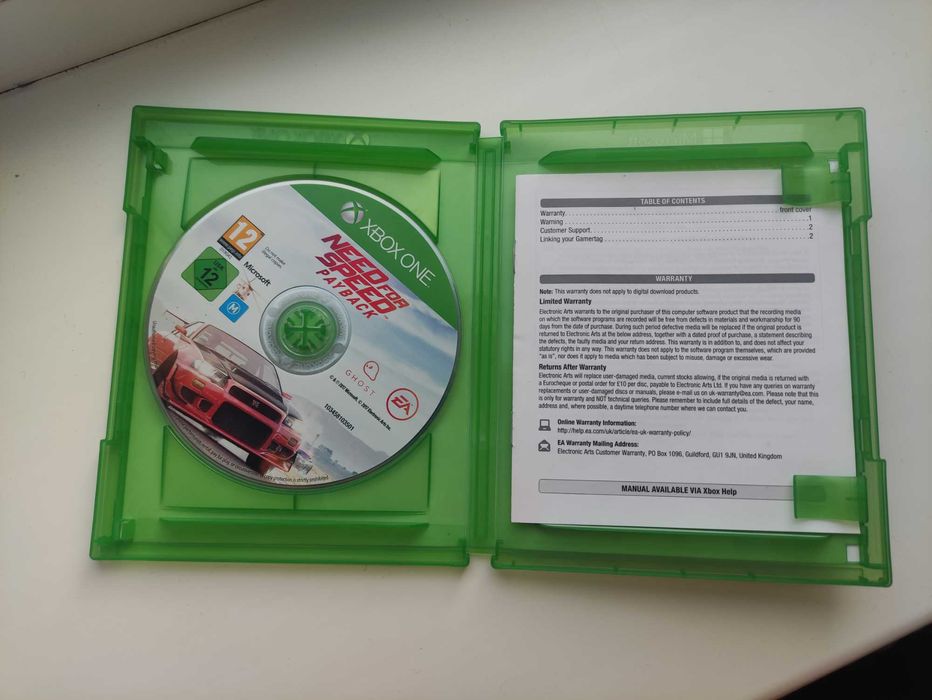 XBOX ONE
NEED FOR
SPEED
PAYBACK
12
USK
12
Microsoft
M
GHOST
EA
103458103501
TABLE OF CONTENTS
Warranty. front cover
Warning 1
Customer Support. 2
Linking your Gamertag 2
WARRANTY
Note: This warranty does not apply to digital download products.
Limited Warranty
Electronic Arts warrants to the original purchaser of this computer software product that the recording media
on which the software programs are recorded will be free from defects in materials and workmanship for 90
days from the date of purchase. During such period defective media will be replaced if the original product is
returned to Electronic Arts at the below address, together with a dated proof of purchase, a statement describing
the defects, the faulty media and your return address. This warranty is in addition to, and does not affect your
statutory rights in any way. This warranty does not apply to the software program themselves, which are provided
"as is", nor does it apply to media which has been subject to misuse, damage or excessive wear.
Returns After Warranty
Electronic Arts will replace user-damaged media, current stocks allowing, if the original media is returned with
a Eurocheque or postal order for £10 per disc, payable to Electronic Arts Ltd. If you have any queries on warranty
replacements or user-damaged discs or manuals, please e-mail us on uk-warranty@ea.com. Please note that this
is only for warranty and NOT technical queries. Please remember to include full details of the defect, your name,
address and, where possible, a daytime telephone number where we can contact you.
Online Warranty Information:
http://help.ea.com/uk/article/ea-uk-warranty-policy/
EA Warranty Mailing Address:
Electronic Arts Customer Warranty, PO Box 1096, Guildford, GU1 9JN, United Kingdom
MANUAL AVAILABLE VIA Xbox Help